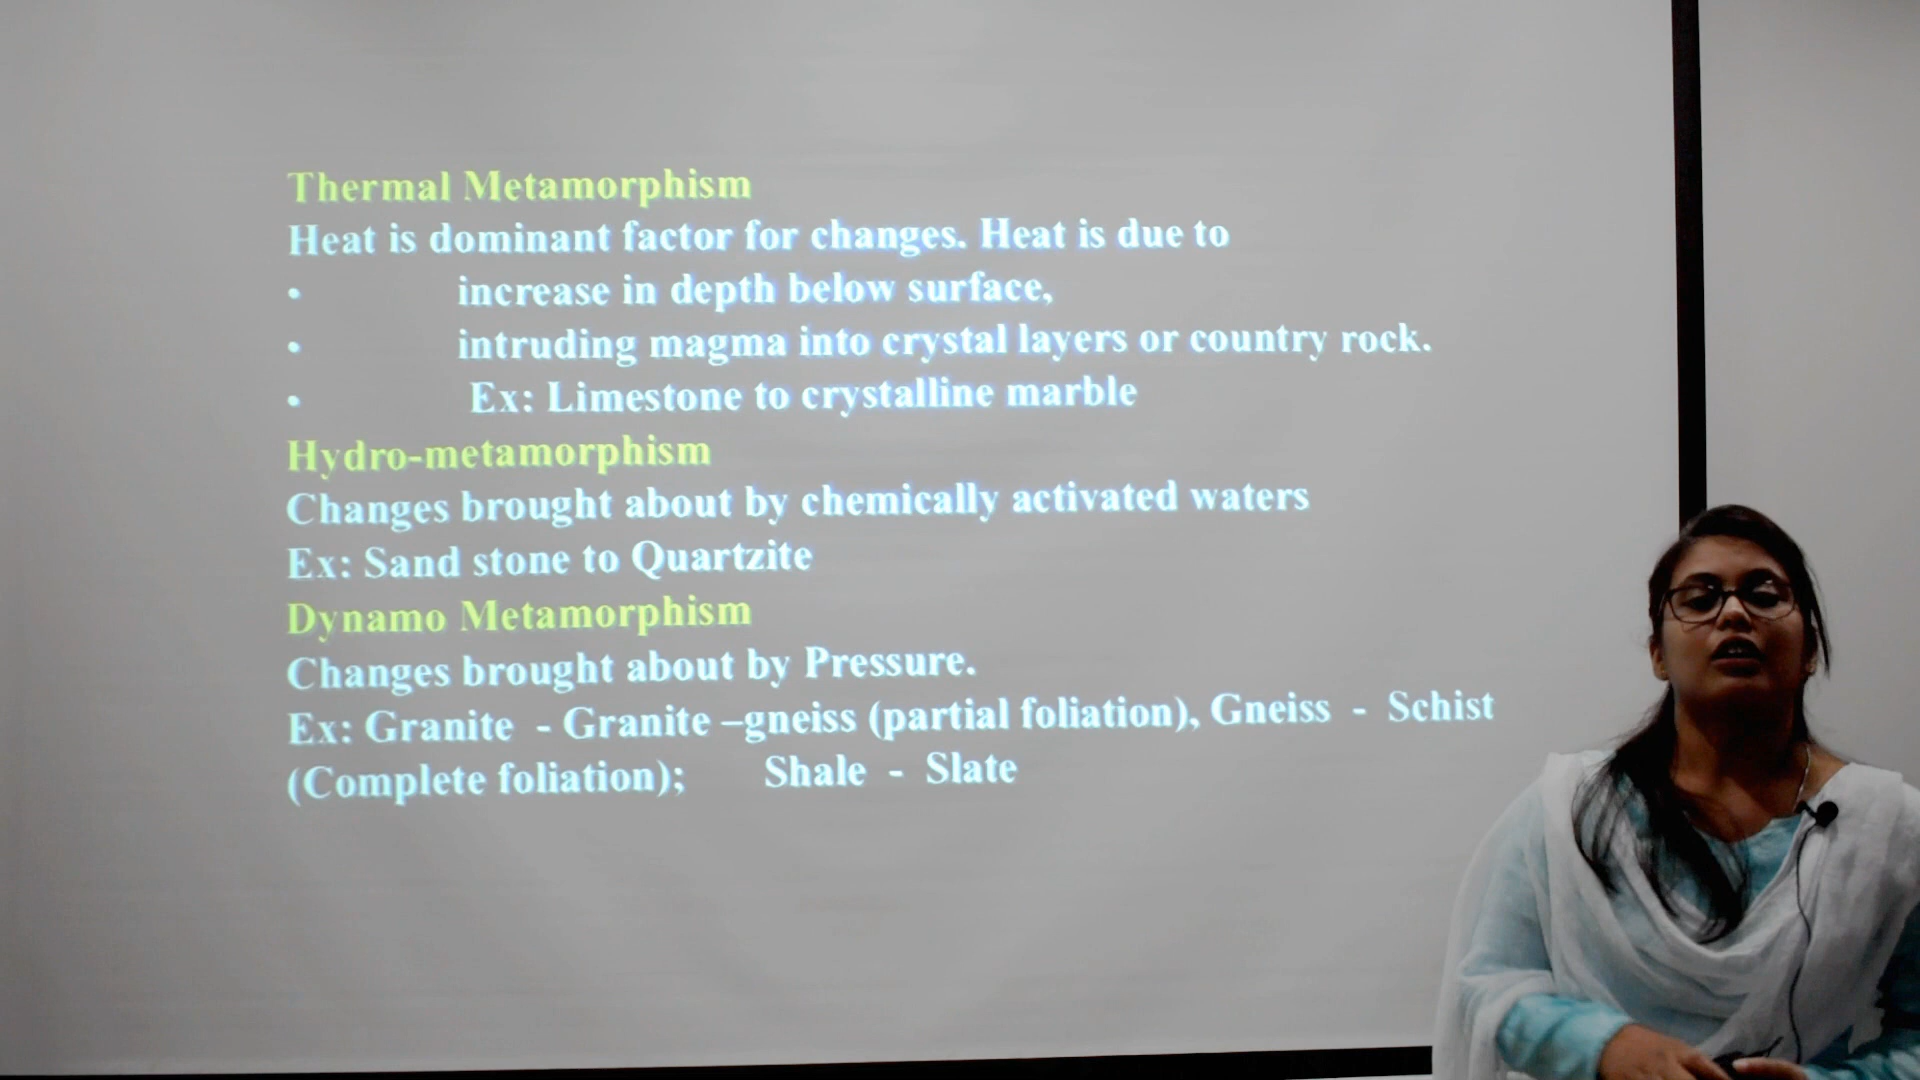 Thermal Metamorphism
Heat is dominant factor for changes. Heat is due to
• increase in depth below surface,
• intruding magma into crystal layers or country rock.
• Ex: Limestone to crystalline marble
Hydro-metamorphism
Changes brought about by chemically activated waters
Ex: Sand stone to Quartzite
Dynamo Metamorphism
Changes brought about by Pressure.
Ex: Granite - Granite –gneiss (partial foliation), Gneiss - Schist
(Complete foliation); Shale - Slate